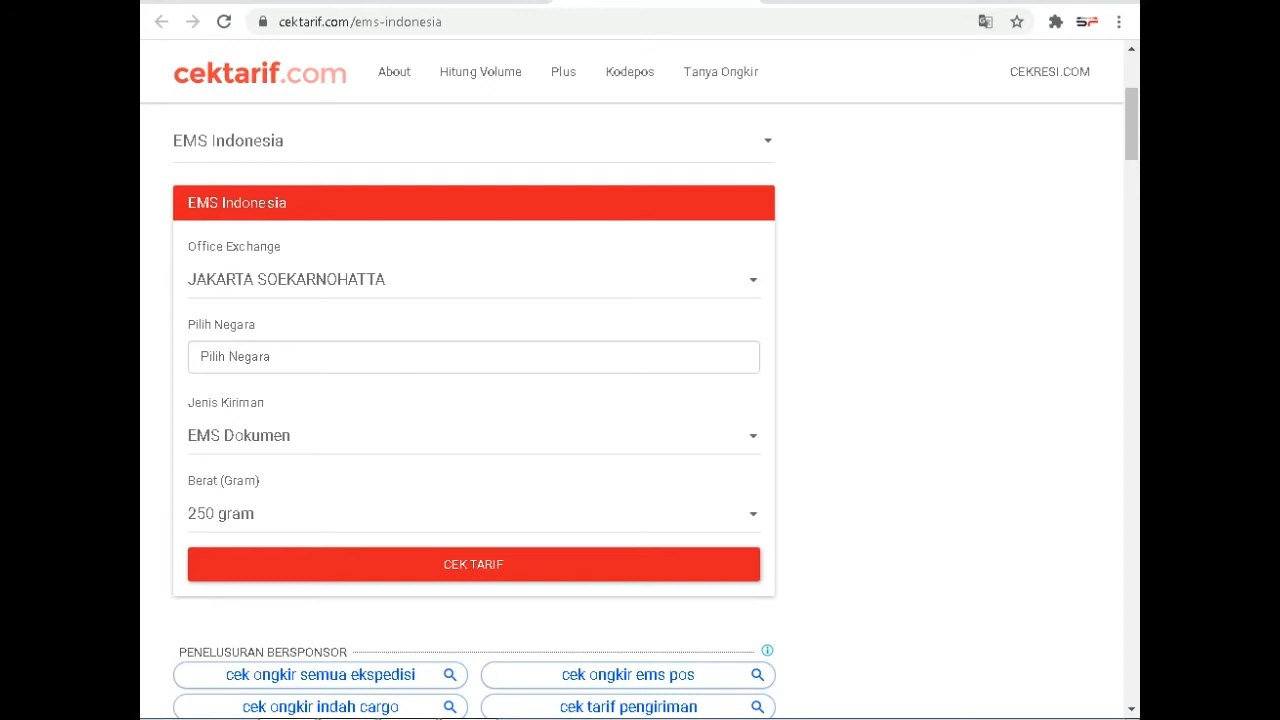 cektarif.com/ems-indonesia
cektarif.com About Hitung Volume Plus Kodepos Tanya Ongkir CEKRESI.COM
EMS Indonesia
EMS Indonesia
Office Exchange
JAKARTA SOEKARNOHATTA
Pilih Negara
Pilih Negara
Jenis Kiriman
EMS Dokumen
Berat (Gram)
250 gram
CEK TARIF
PENELUSURAN BERSPONSOR
cek ongkir semua ekspedisi cek ongkir ems pos
cek ongkir indah cargo cek tarif pengiriman